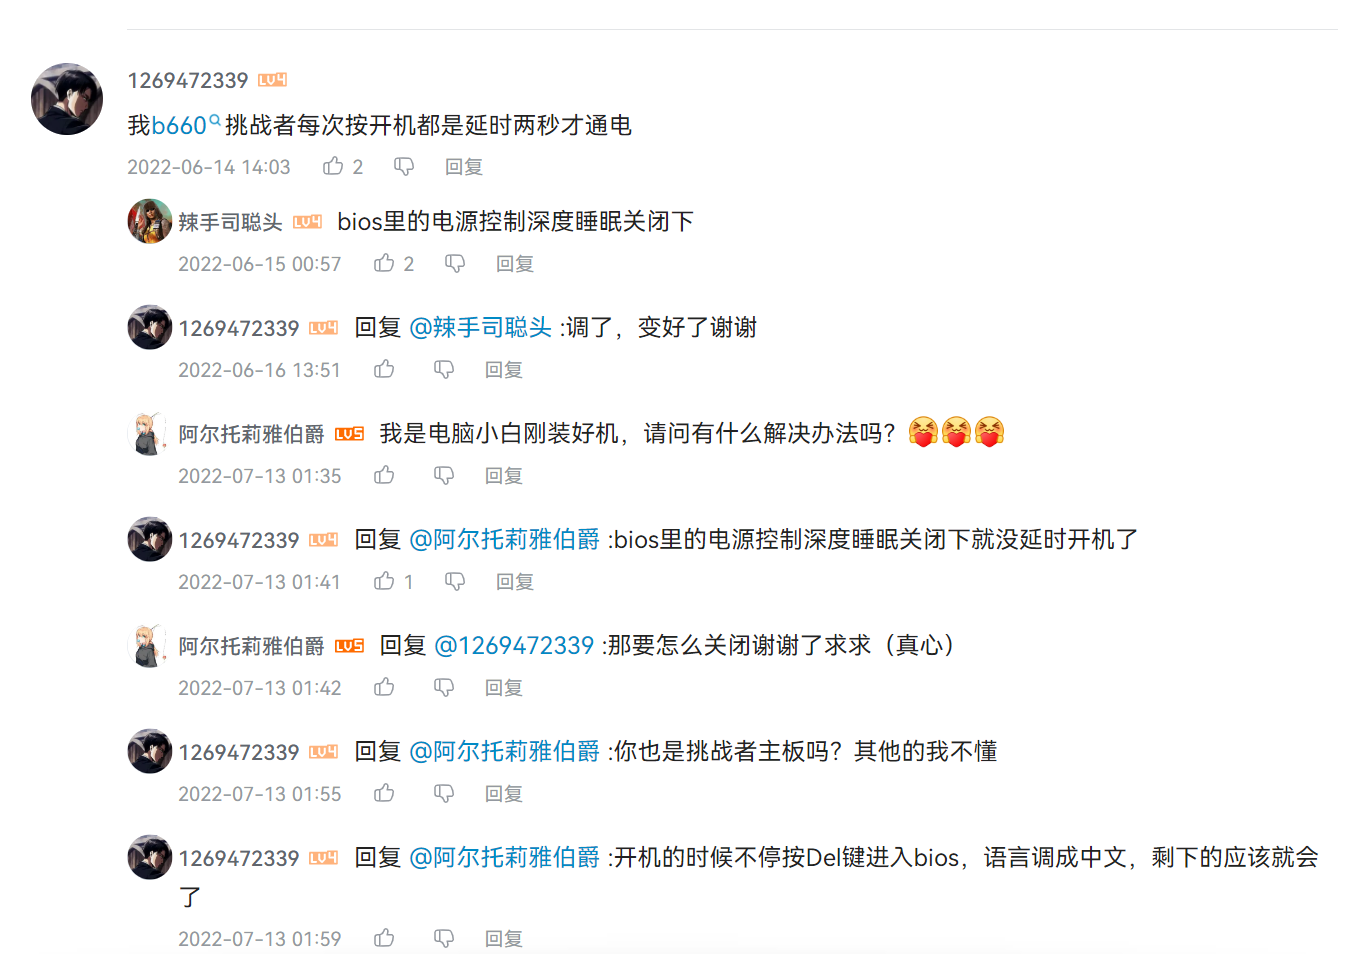 1269472339 LV4
我b660挑战者每次按开机都是延时两秒才通电
2022-06-14 14:03 2 回复
辣手司聪头 LV4 bios里的电源控制深度睡眠关闭下
2022-06-15 00:57 2 回复
1269472339 LV4 回复 @辣手司聪头 :调了，变好了谢谢
2022-06-16 13:51 回复
阿尔托莉雅伯爵 LV5 我是电脑小白刚装好机，请问有什么解决办法吗？
2022-07-13 01:35 回复
1269472339 LV4 回复 @阿尔托莉雅伯爵 :bios里的电源控制深度睡眠关闭下就没延时开机了
2022-07-13 01:41 1 回复
阿尔托莉雅伯爵 LV5 回复 @1269472339 :那要怎么关闭谢谢了求求（真心）
2022-07-13 01:42 回复
1269472339 LV4 回复 @阿尔托莉雅伯爵 :你也是挑战者主板吗？其他的我不懂
2022-07-13 01:55 回复
1269472339 LV4 回复 @阿尔托莉雅伯爵 :开机的时候不停按Del键进入bios，语言调成中文，剩下的应该就会
了
2022-07-13 01:59 回复